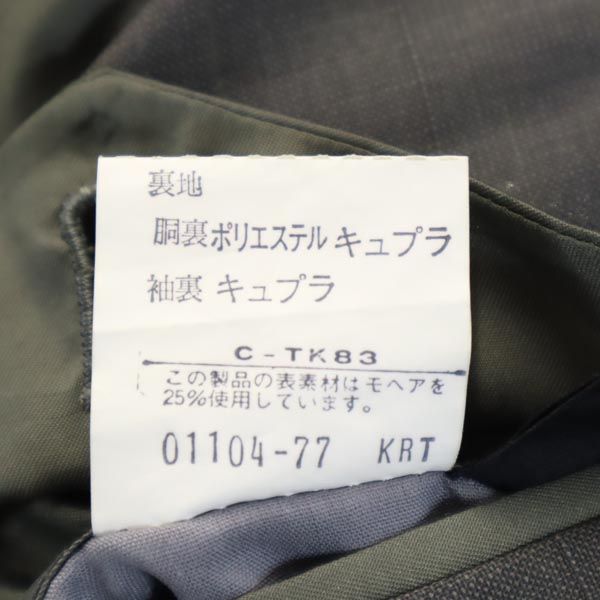 裏地
胴裏ポリエステル キュプラ
袖裏 キュプラ
C-TK83
この製品の表素材はモヘアを
25%使用しています。
01104-77 KRT